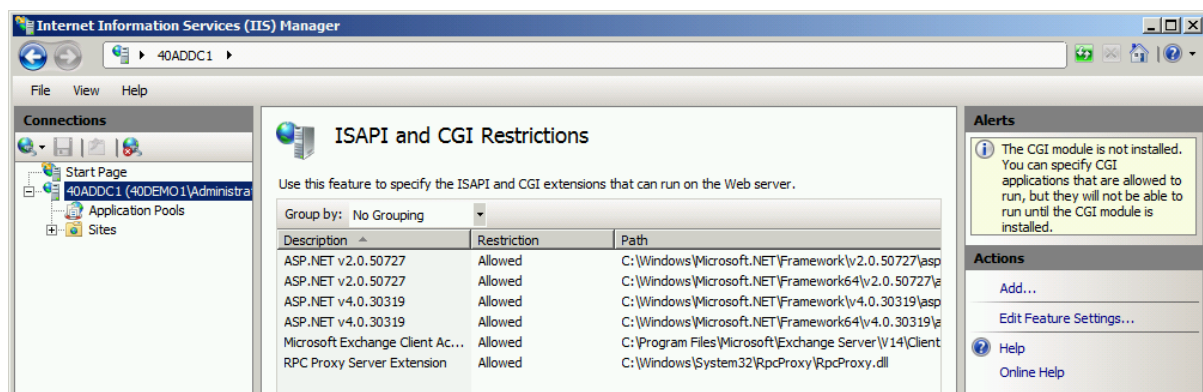 Internet Information Services (IIS) Manager
40ADDC1
File View Help
Connections
Start Page
40ADDC1 (40DEMO1\Administra
Application Pools
Sites
ISAPI and CGI Restrictions
Use this feature to specify the ISAPI and CGI extensions that can run on the Web server.
Group by: No Grouping
Description Restriction Path
ASP.NET v2.0.50727 Allowed C:\Windows\Microsoft.NET\Framework\v2.0.50727\asp
ASP.NET v2.0.50727 Allowed C:\Windows\Microsoft.NET\Framework64\v2.0.50727\a
ASP.NET v4.0.30319 Allowed C:\Windows\Microsoft.NET\Framework\v4.0.30319\asp
ASP.NET v4.0.30319 Allowed C:\Windows\Microsoft.NET\Framework64\v4.0.30319\a
Microsoft Exchange Client Ac... Allowed C:\Program Files\Microsoft\Exchange Server\V14\Client
RPC Proxy Server Extension Allowed C:\Windows\System32\RpcProxy\RpcProxy.dll
Alerts
The CGI module is not installed.
You can specify CGI
applications that are allowed to
run, but they will not be able to
run until the CGI module is
installed.
Actions
Add...
Edit Feature Settings...
Help
Online Help